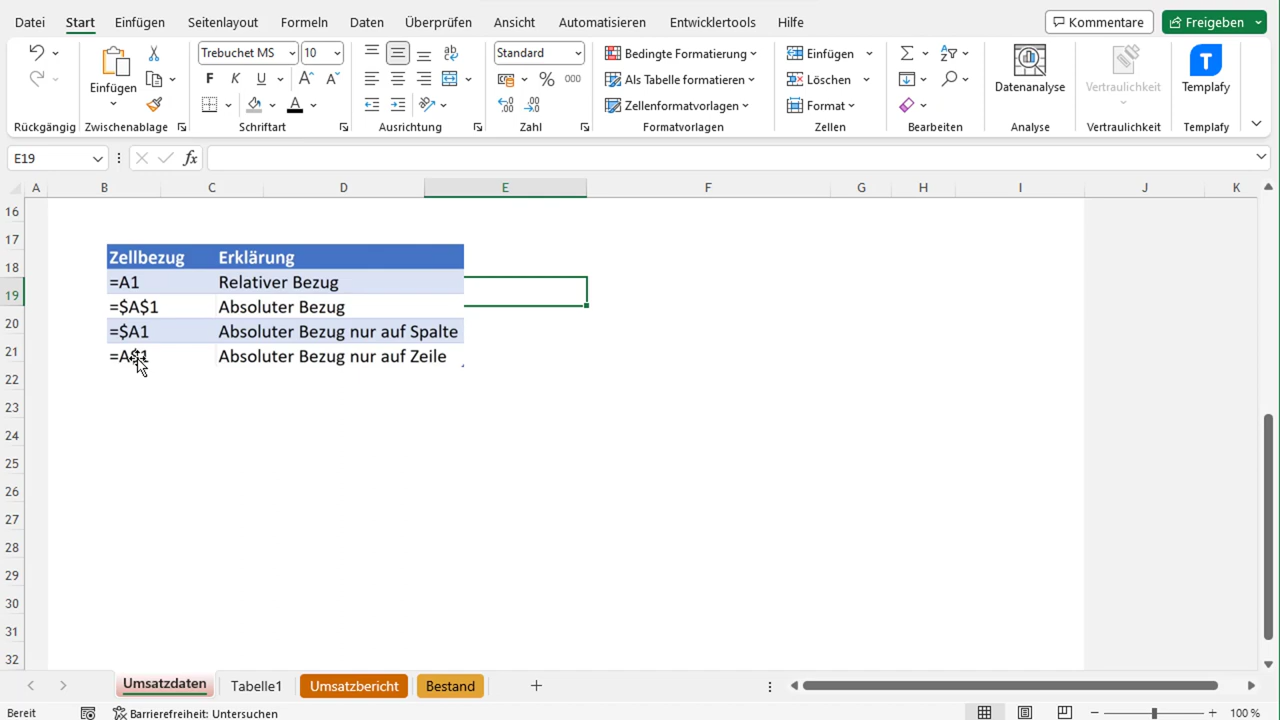 Datei Start Einfügen Seitenlayout Formeln Daten Überprüfen Ansicht Automatisieren Entwicklertools Hilfe Kommentare Freigeben
Trebuchet MS 10 Standard Bedingte Formatierung Einfügen
Einfügen F K U Als Tabelle formatieren Löschen Datenanalyse Vertraulichkeit Templafy
Zellenformatvorlagen Format
Rückgängig Zwischenablage Schriftart Ausrichtung Zahl Formatvorlagen Zellen Bearbeiten Analyse Vertraulichkeit Templafy
E19 fx
A B C D E F G H I J K
16
17
Zellbezug Erklärung
18
=A1 Relativer Bezug
19
=$A$1 Absoluter Bezug
20
=$A1 Absoluter Bezug nur auf Spalte
21
=A$1 Absoluter Bezug nur auf Zeile
22
23
24
25
26
27
28
29
30
31
32
Umsatzdaten Tabelle1 Umsatzbericht Bestand
Bereit Barrierefreiheit: Untersuchen 100 %